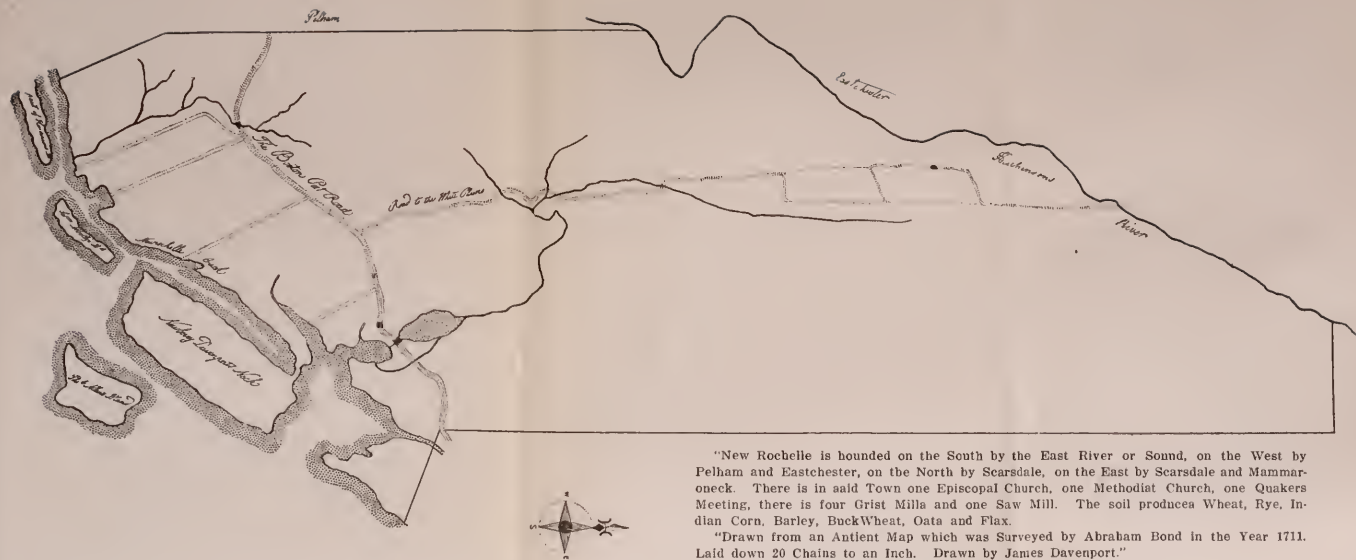 Pelham
Eastchester
Hutchinsons
River
The Boston Post Road
Road to the White Plains
Davenports Neck
"New Rochelle is bounded on the South by the East River or Sound, on the West by
Pelham and Eastchester, on the North by Scarsdale, on the East by Scarsdale and Mammar-
oneck. There is in said Town one Episcopal Church, one Methodist Church, one Quakers
Meeting, there is four Grist Mills and one Saw Mill. The soil produces Wheat, Rye, In-
dian Corn, Barley, BuckWheat, Oats and Flax.
"Drawn from an Antient Map which was Surveyed by Abraham Bond in the Year 1711.
Laid down 20 Chains to an Inch. Drawn by James Davenport."